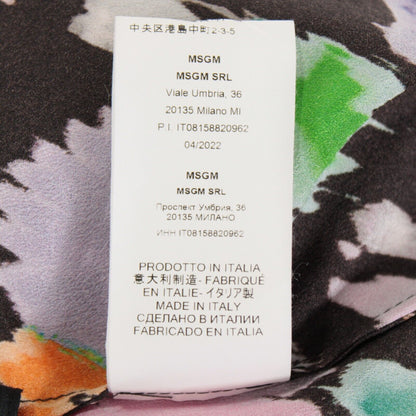 中央区港島中町2-3-5
MSGM
MSGM SRL
Viale Umbria, 36
20135 Milano MI
P.I. IT08158820962
04/2022
MSGM
MSGM SRL
Проспект Умбрия, 36
20135 МИЛАНО
ИНН IT08158820962
PRODOTTO IN ITALIA
意大利制造- FABRIQUÉ
EN ITALIE- イタリア製
MADE IN ITALY
СДЕЛАНО В ИТАЛИИ
FABRICADO EN ITALIA